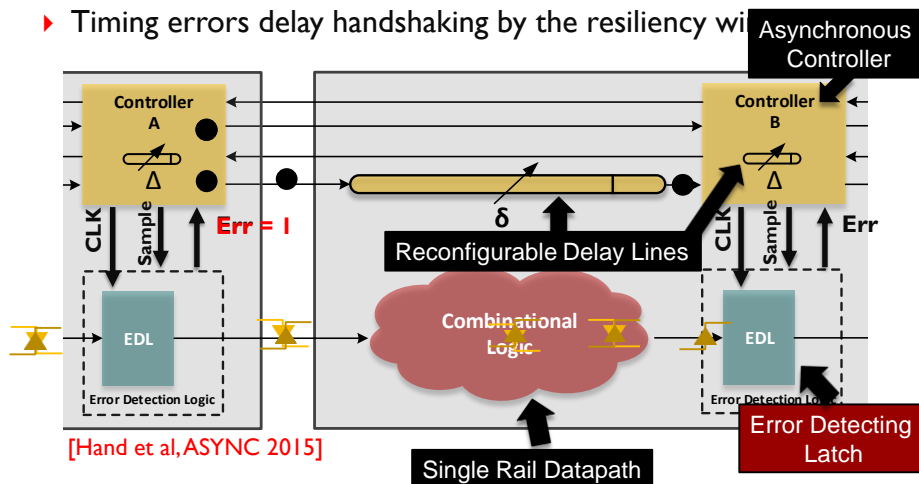 Timing errors delay handshaking by the resiliency wi
Asynchronous
Controller
Controller
A
Δ
Controller
B
Δ
CLK
Sample
Err = 1
δ
CLK
Sample
Err
Reconfigurable Delay Lines
EDL
Error Detection Logic
Combinational
Logic
EDL
Error Detection Logic
[Hand et al, ASYNC 2015]
Single Rail Datapath
Error Detecting
Latch